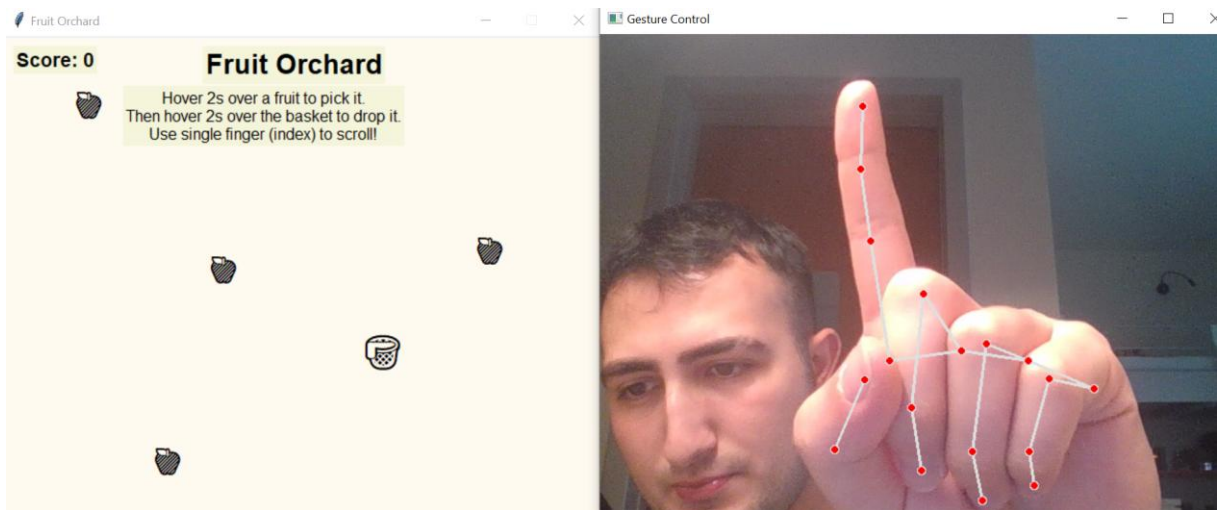 Fruit Orchard
Gesture Control
Score: 0
Fruit Orchard
Hover 2s over a fruit to pick it.
Then hover 2s over the basket to drop it.
Use single finger (index) to scroll!